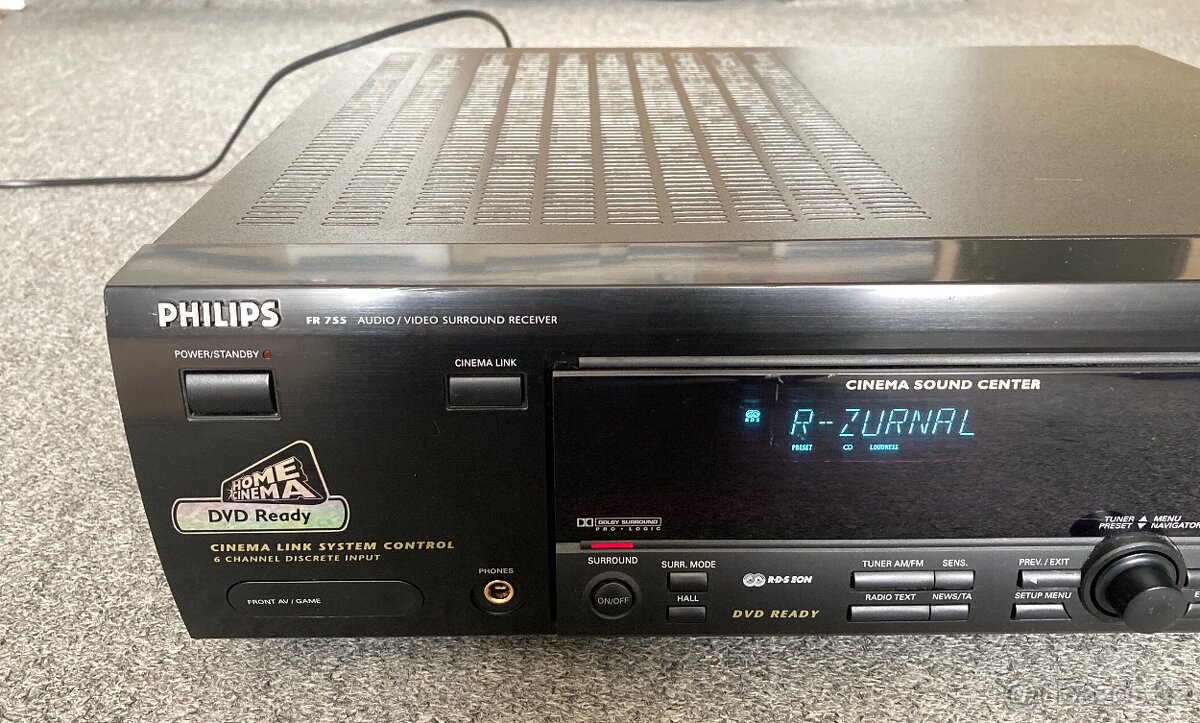 PHILIPS
FR 755 AUDIO/VIDEO SURROUND RECEIVER
POWER/STANDBY
CINEMA LINK
CINEMA SOUND CENTER
RDS
R-ZURNAL
PRESET LOUDNESS
HOME
CINEMA
DVD Ready
CINEMA LINK SYSTEM CONTROL
6 CHANNEL DISCRETE INPUT
FRONT AV / GAME
PHONES
DOLBY SURROUND
PRO • LOGIC
TUNER ▲ MENU
PRESET ▼ NAVIGATOR
SURROUND
ON/OFF
SURR. MODE
HALL
R·D·S EON
DVD READY
TUNER AM/FM
SENS.
RADIO TEXT
NEWS/TA
PREV. / EXIT
SETUP MENU